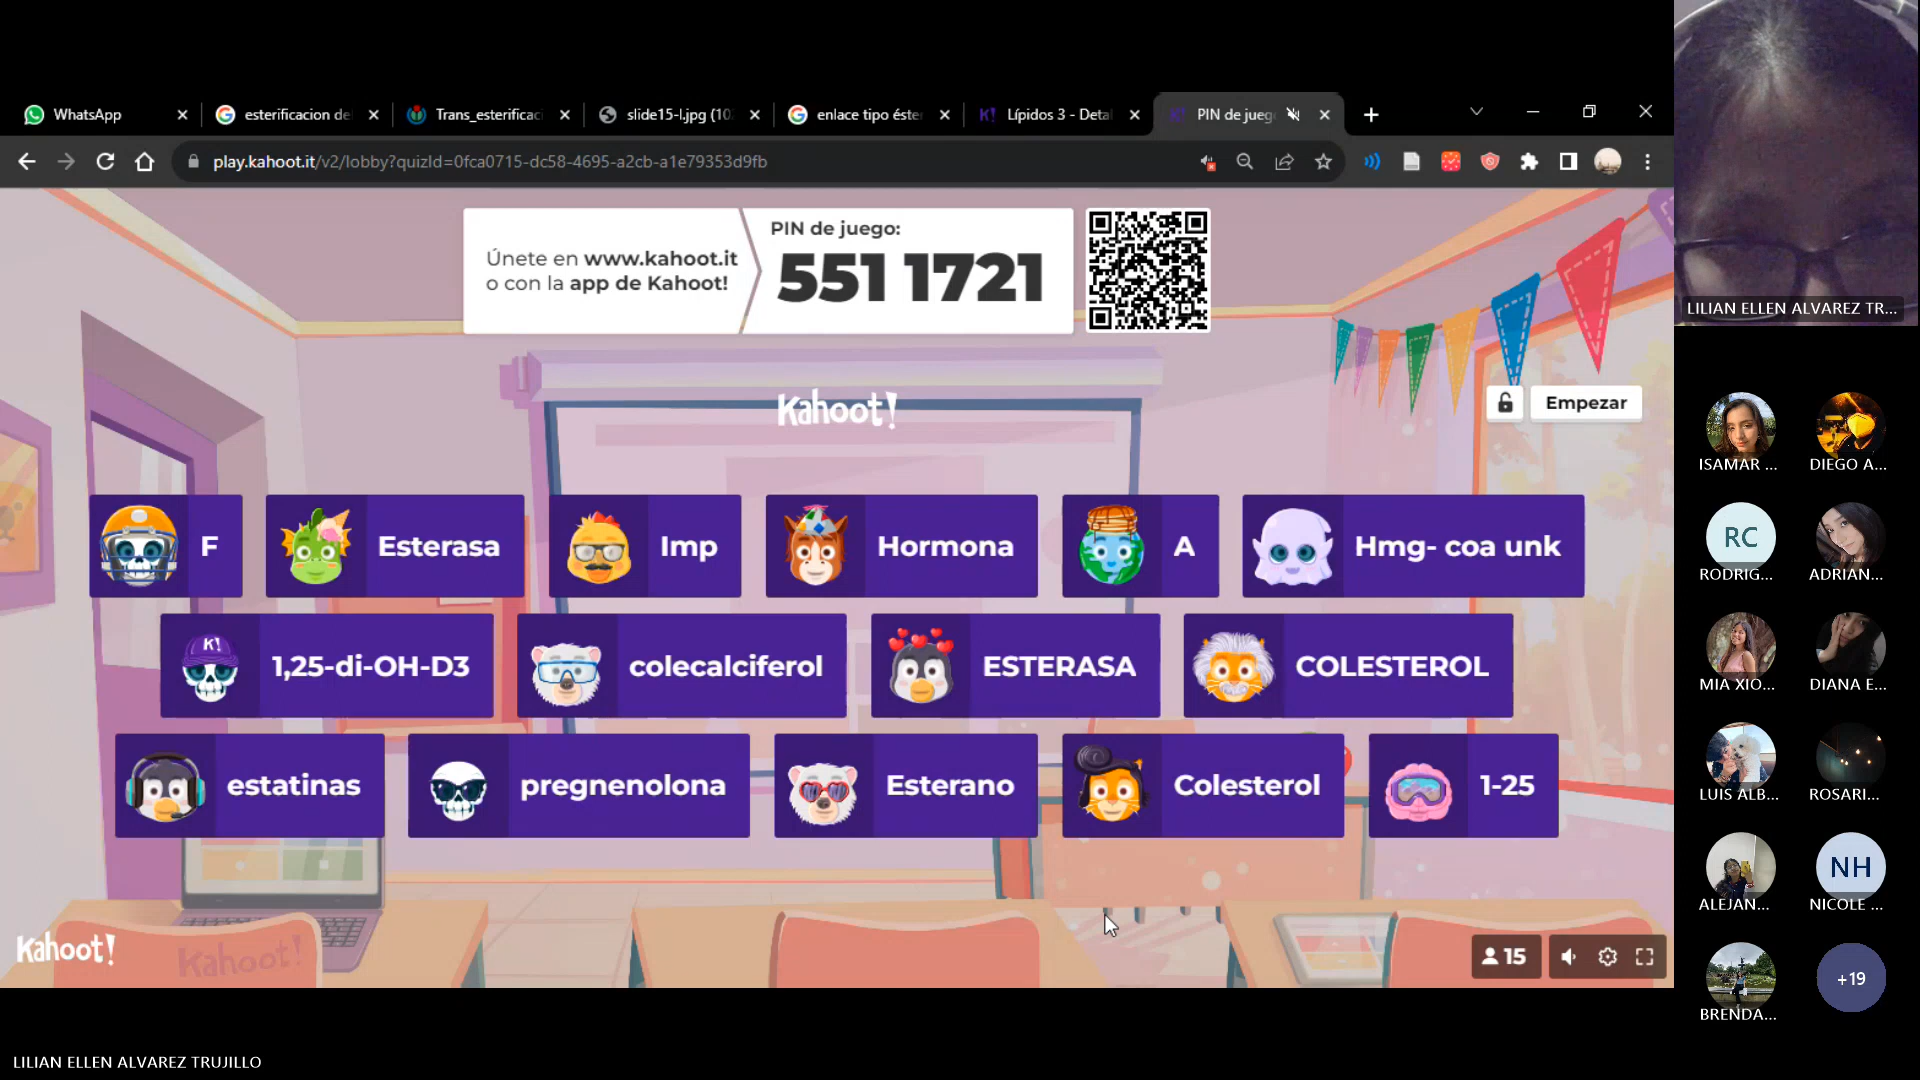 WhatsApp
esterificacion de
Trans_esterificaci
slide15-l.jpg (10
enlace tipo éste
K! Lípidos 3 - Detal
PIN de jueg
play.kahoot.it/v2/lobby?quizId=0fca0715-dc58-4695-a2cb-a1e79353d9fb
Únete en www.kahoot.it
o con la app de Kahoot!
PIN de juego:
551 1721
Kahoot!
Empezar
F
Esterasa
Imp
Hormona
A
Hmg- coa unk
K!
1,25-di-OH-D3
colecalciferol
ESTERASA
COLESTEROL
estatinas
pregnenolona
Esterano
Colesterol
1-25
Kahoot!
Kahoot!
15
LILIAN ELLEN ALVAREZ TR...
ISAMAR ...
DIEGO A...
RC
RODRIG...
ADRIAN...
MIA XIO...
DIANA E...
LUIS ALB...
ROSARI...
ALEJAN...
NH
NICOLE ...
BRENDA...
+19
LILIAN ELLEN ALVAREZ TRUJILLO